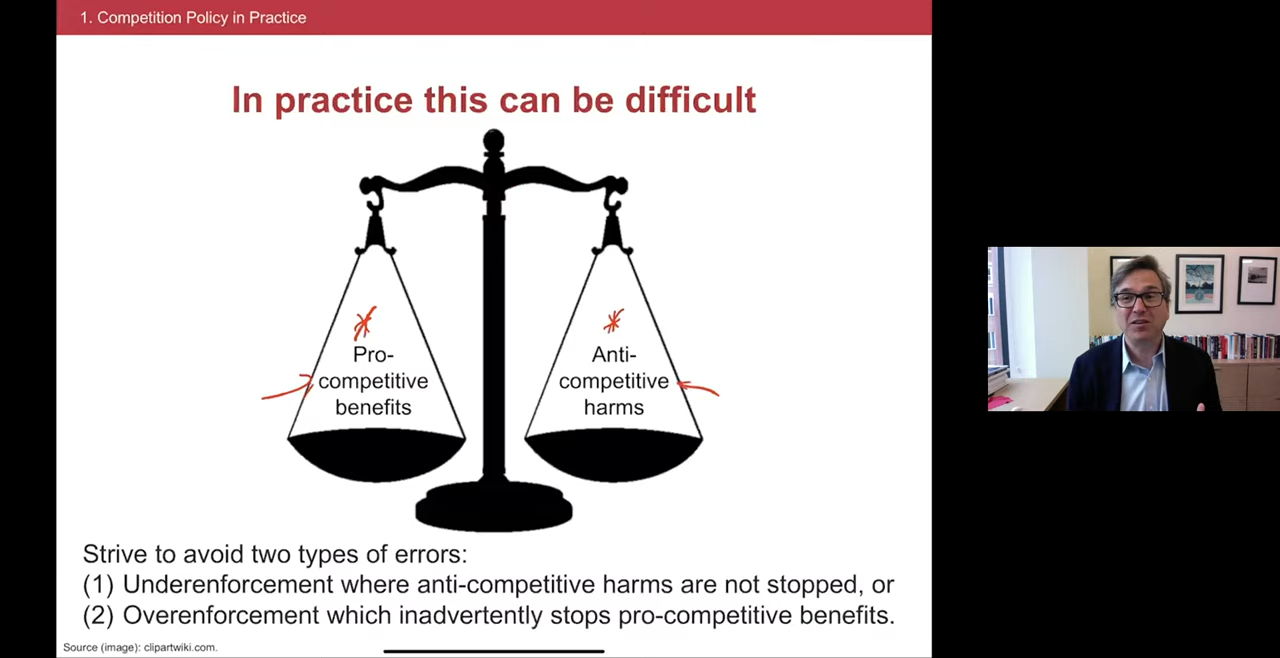 1. Competition Policy in Practice
In practice this can be difficult
Pro-
competitive
benefits
Anti-
competitive
harms
Strive to avoid two types of errors:
(1) Underenforcement where anti-competitive harms are not stopped, or
(2) Overenforcement which inadvertently stops pro-competitive benefits.
Source (image): clipartwiki.com.